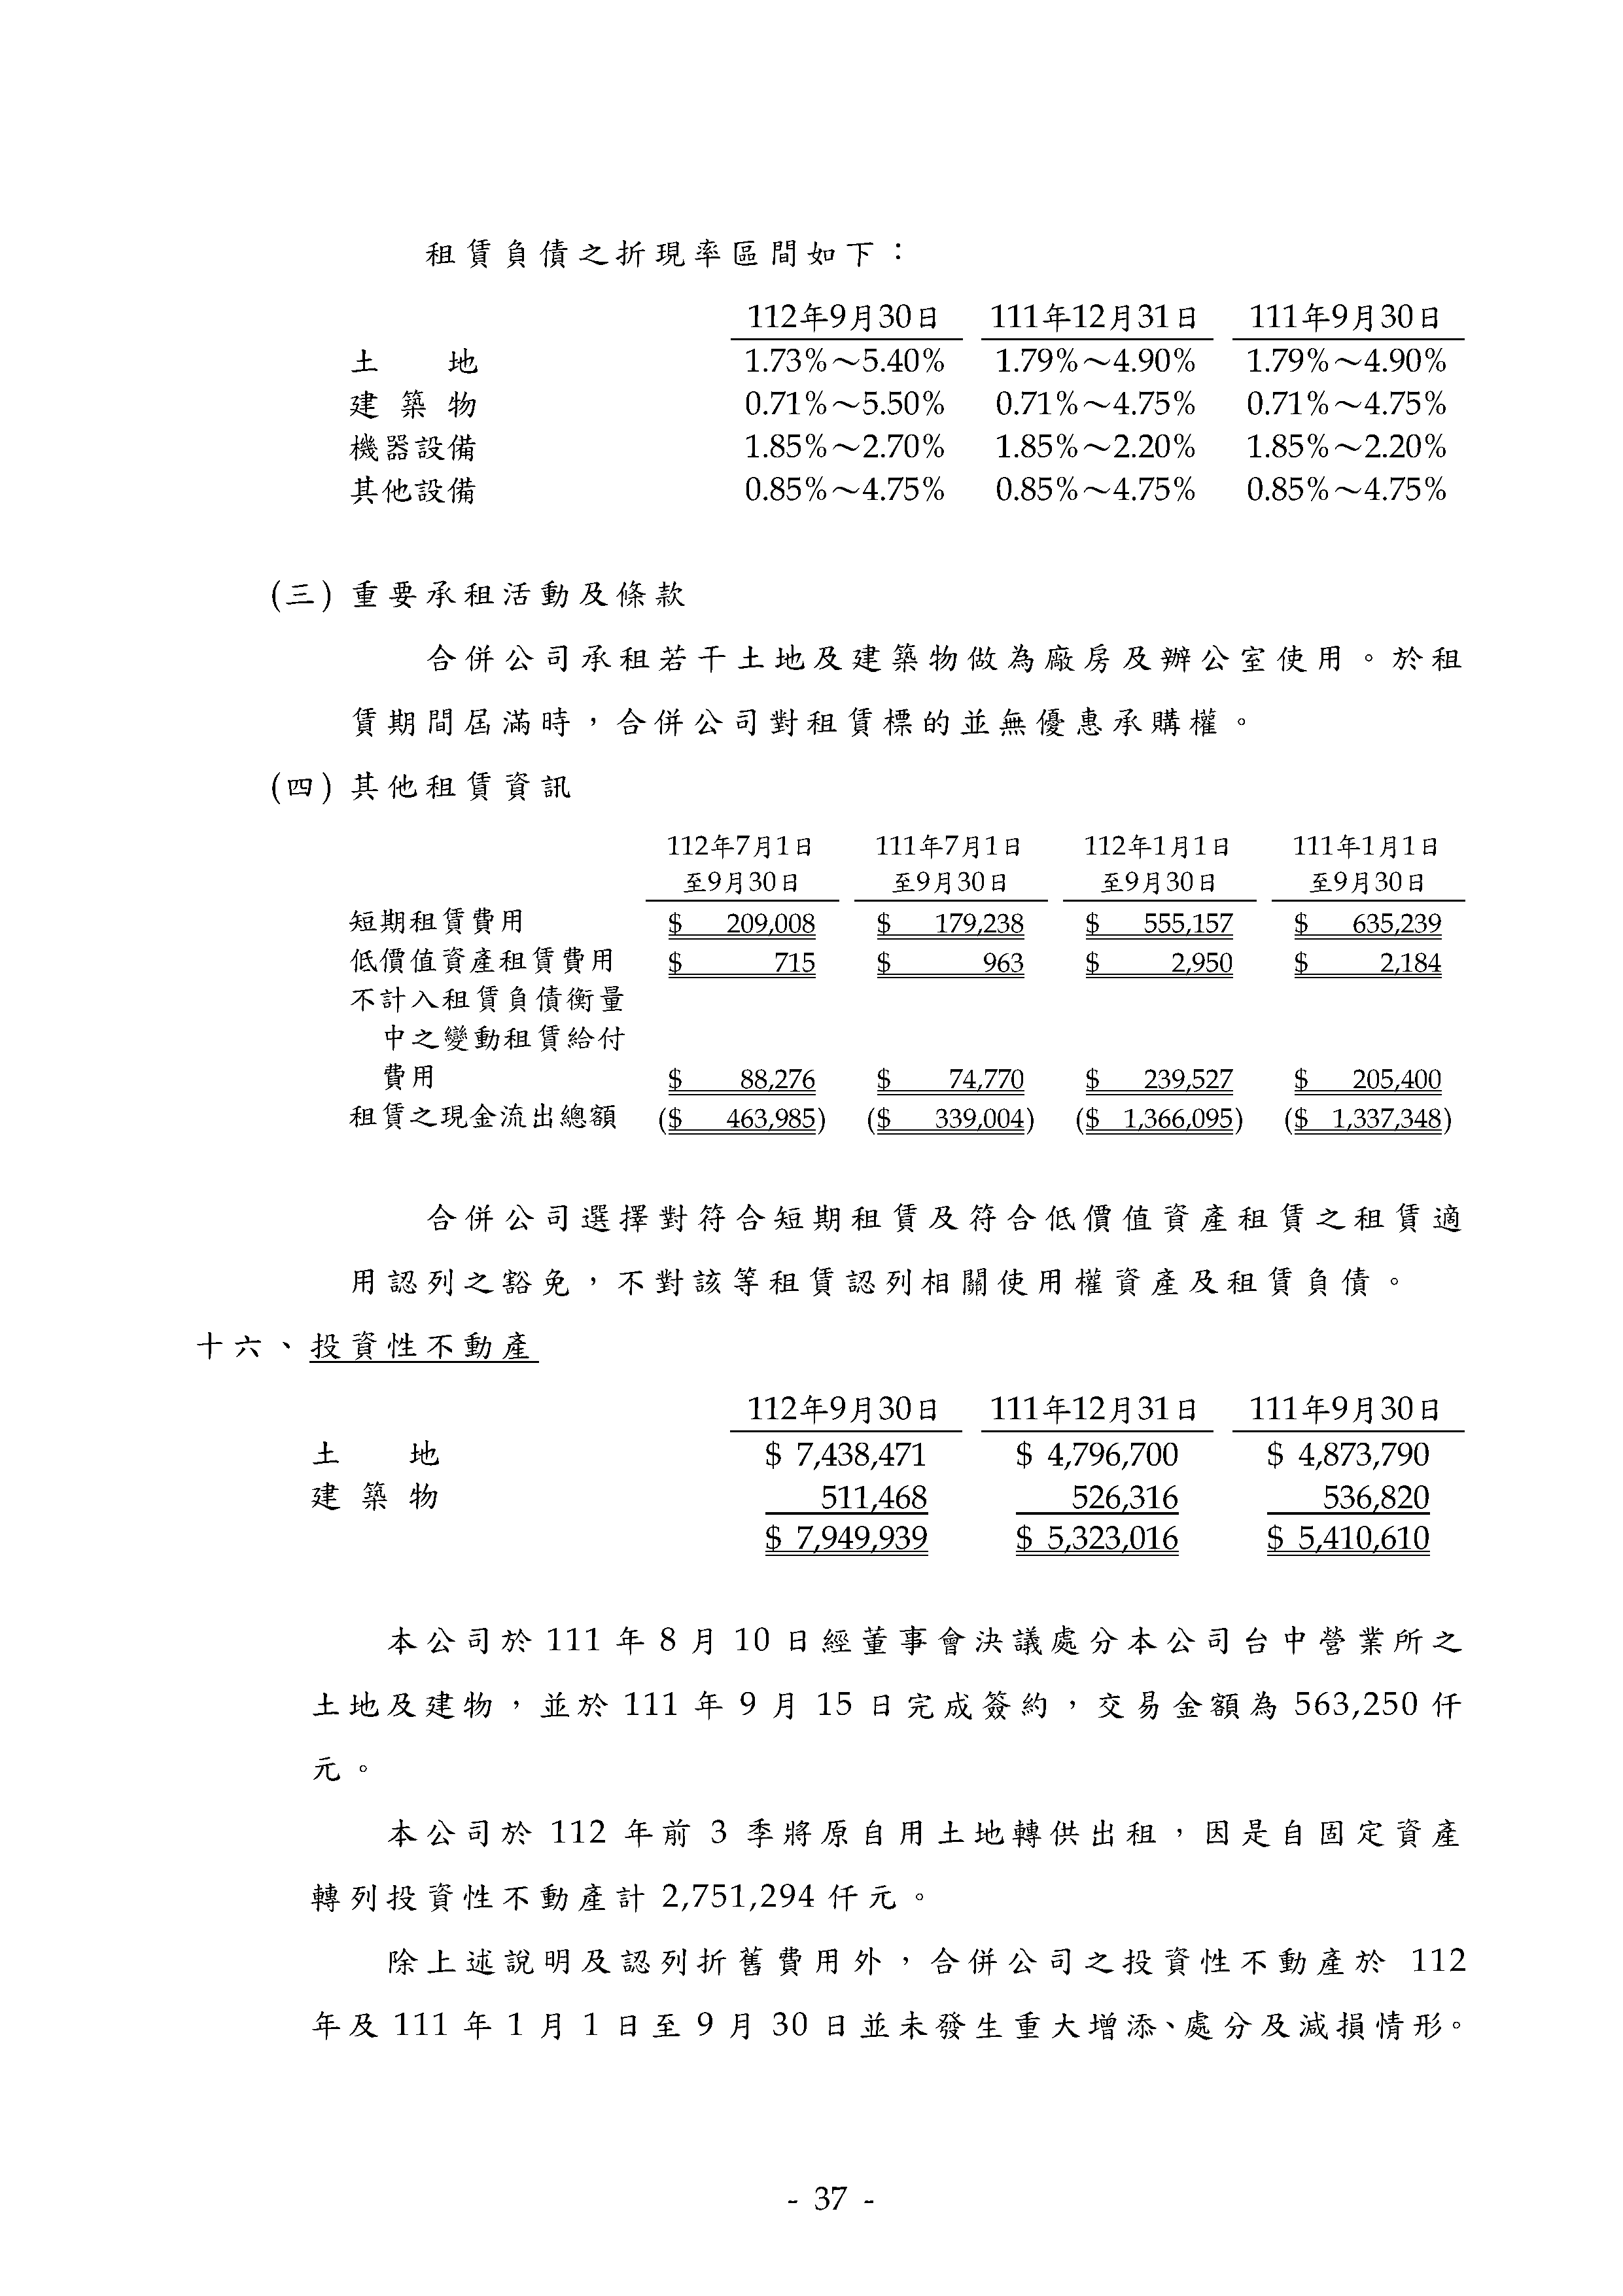 租賃負債之折現率區間如下：
112年9月30日 111年12月31日 111年9月30日
土　　地 1.73%～5.40% 1.79%～4.90% 1.79%～4.90%
建 築 物 0.71%～5.50% 0.71%～4.75% 0.71%～4.75%
機器設備 1.85%～2.70% 1.85%～2.20% 1.85%～2.20%
其他設備 0.85%～4.75% 0.85%～4.75% 0.85%～4.75%
(三) 重要承租活動及條款
合併公司承租若干土地及建築物做為廠房及辦公室使用。於租
賃期間屆滿時，合併公司對租賃標的並無優惠承購權。
(四) 其他租賃資訊
112年7月1日 111年7月1日 112年1月1日 111年1月1日
至9月30日 至9月30日 至9月30日 至9月30日
短期租賃費用 $ 209,008 $ 179,238 $ 555,157 $ 635,239
低價值資產租賃費用 $ 715 $ 963 $ 2,950 $ 2,184
不計入租賃負債衡量
中之變動租賃給付
費用 $ 88,276 $ 74,770 $ 239,527 $ 205,400
租賃之現金流出總額 ($ 463,985) ($ 339,004) ($ 1,366,095) ($ 1,337,348)
合併公司選擇對符合短期租賃及符合低價值資產租賃之租賃適
用認列之豁免，不對該等租賃認列相關使用權資產及租賃負債。
十六、投資性不動產
112年9月30日 111年12月31日 111年9月30日
土　　地 $ 7,438,471 $ 4,796,700 $ 4,873,790
建 築 物 511,468 526,316 536,820
$ 7,949,939 $ 5,323,016 $ 5,410,610
本公司於 111 年 8 月 10 日經董事會決議處分本公司台中營業所之
土地及建物，並於 111 年 9 月 15 日完成簽約，交易金額為 563,250 仟
元。
本公司於 112 年前 3 季將原自用土地轉供出租，因是自固定資產
轉列投資性不動產計 2,751,294 仟元。
除上述說明及認列折舊費用外，合併公司之投資性不動產於 112
年及 111 年 1 月 1 日至 9 月 30 日並未發生重大增添、處分及減損情形。
- 37 -